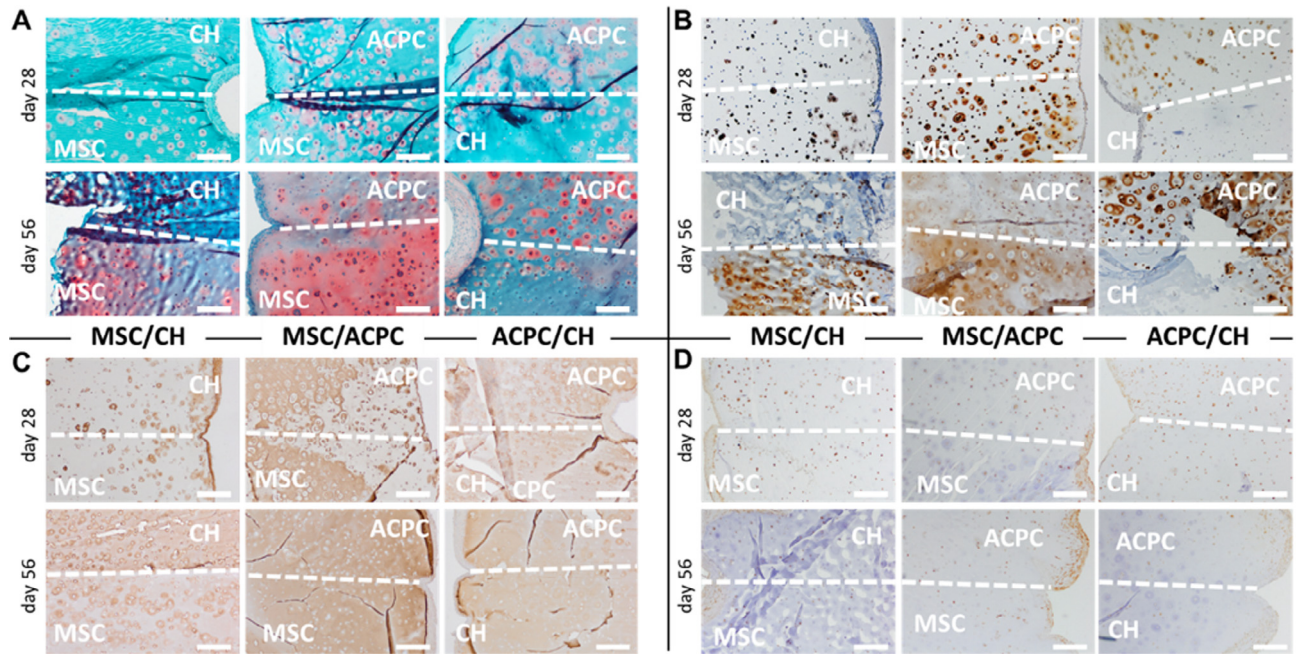 A
B
CH
ACPC
ACPC
CH
ACPC
ACPC
day 28
MSC
MSC
CH
day 28
MSC
MSC
CH
CH
ACPC
ACPC
CH
ACPC
ACPC
day 56
MSC
MSC
CH
day 56
MSC
MSC
CH
MSC/CH
MSC/ACPC
ACPC/CH
MSC/CH
MSC/ACPC
ACPC/CH
C
D
CH
ACPC
ACPC
CH
ACPC
ACPC
day 28
MSC
MSC
CH
CPC
day 28
MSC
MSC
CH
CH
ACPC
ACPC
CH
ACPC
ACPC
day 56
MSC
MSC
CH
day 56
MSC
MSC
CH